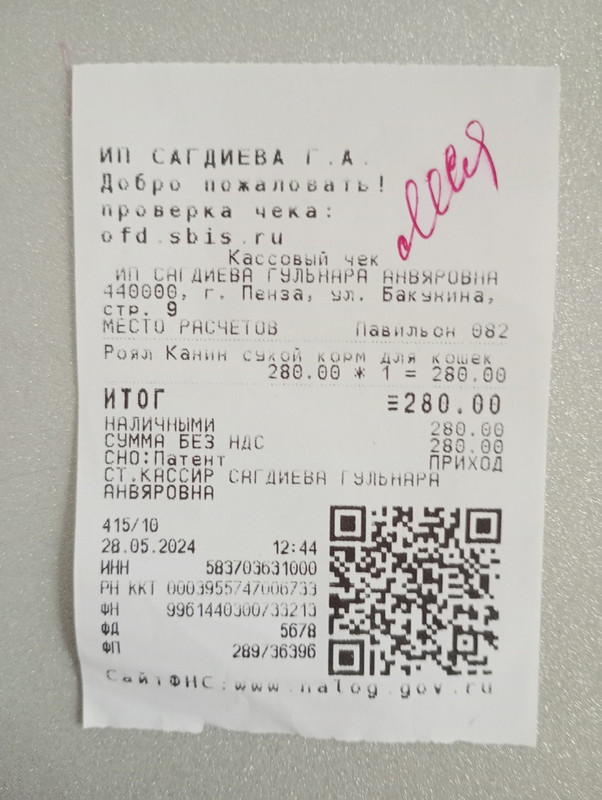 ИП САГДИЕВА Г.А.
Добро пожаловать!
проверка чека:
ofd.sbis.ru
Кассовый чек
ИП САГДИЕВА ГУЛЬНАРА АНВЯРОВНА
440000, г. Пенза, ул. Бакунина,
стр. 9
МЕСТО РАСЧЕТОВ Павильон 082
Роял Канин сухой корм для кошек
280.00 * 1 = 280.00
ИТОГ =280.00
НАЛИЧНЫМИ 280.00
СУММА БЕЗ НДС 280.00
СНО:Патент ПРИХОД
СТ.КАССИР САГДИЕВА ГУЛЬНАРА
АНВЯРОВНА
415/10
28.05.2024 12:44
ИНН 583703631000
РН ККТ 0003955747006733
ФН 9961440300733213
ФД 5678
ФП 289736396
Сайт ФНС:www.nalog.gov.ru